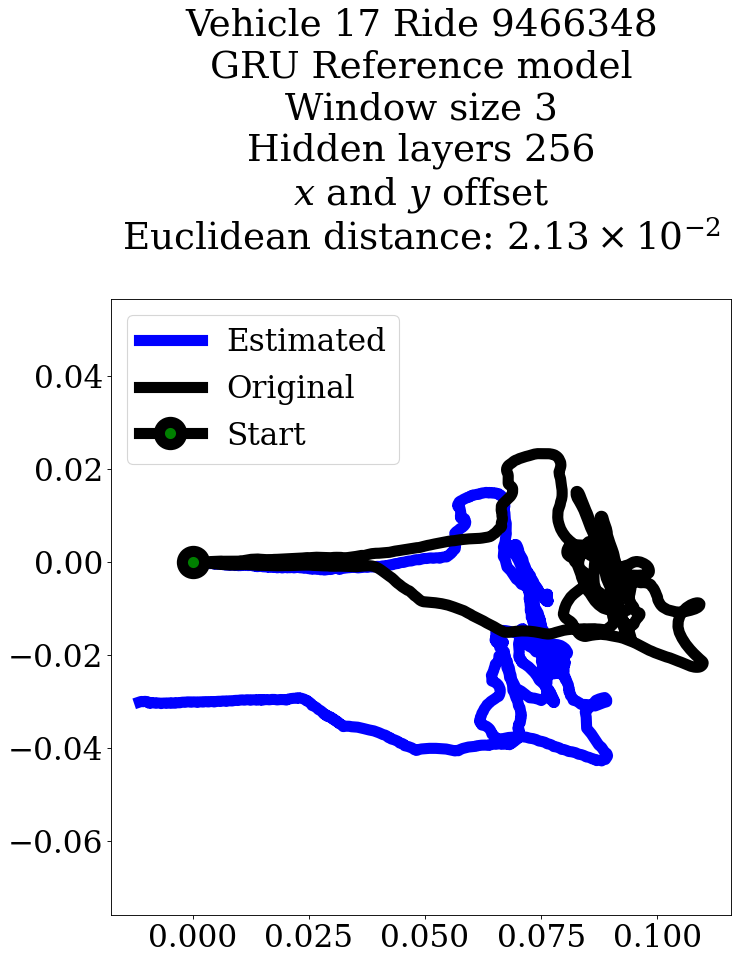 Vehicle 17 Ride 9466348
GRU Reference model
Window size 3
Hidden layers 256
x and y offset
Euclidean distance: 2.13 × 10⁻²
Estimated
Original
Start
0.04
0.02
0.00
−0.02
−0.04
−0.06
0.000 0.025 0.050 0.075 0.100